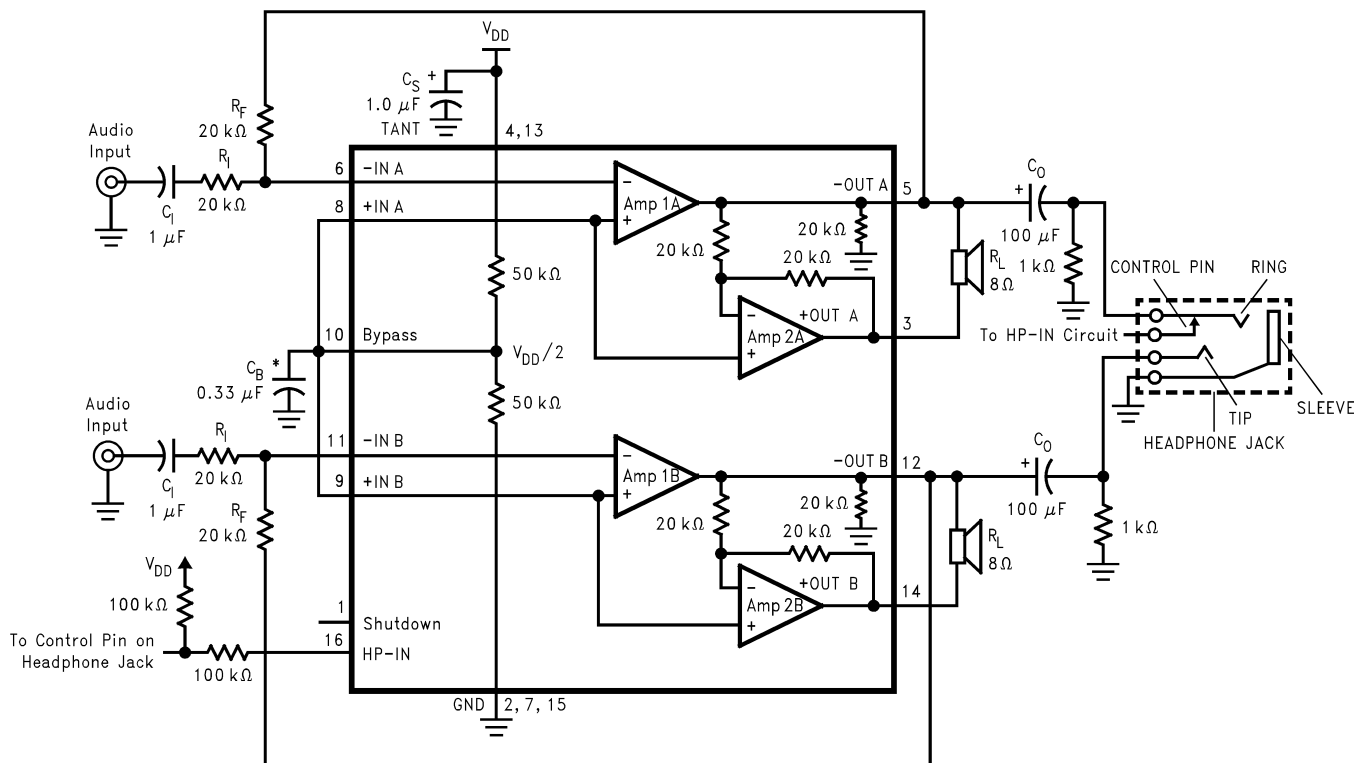 V_DD
C_S +
1.0 µF
TANT
4, 13
R_F
20 kΩ
Audio
Input
R_I
20 kΩ
C_I
1 µF
6
-IN A
8
+IN A
−
+
Amp 1A
-OUT A
5
20 kΩ
20 kΩ
20 kΩ
−
+
Amp 2A
+OUT A
3
R_L
8Ω
C_O
+
100 µF
1 kΩ
CONTROL PIN
RING
To HP-IN Circuit
TIP
SLEEVE
HEADPHONE JACK
50 kΩ
10
Bypass
V_DD/2
C_B *
0.33 µF
50 kΩ
Audio
Input
R_I
20 kΩ
C_I
1 µF
11
-IN B
9
+IN B
R_F
20 kΩ
−
+
Amp 1B
-OUT B
12
20 kΩ
20 kΩ
20 kΩ
−
+
Amp 2B
+OUT B
14
R_L
8Ω
C_O
+
100 µF
1 kΩ
V_DD
100 kΩ
To Control Pin on
Headphone Jack
100 kΩ
1
Shutdown
16
HP-IN
GND
2, 7, 15